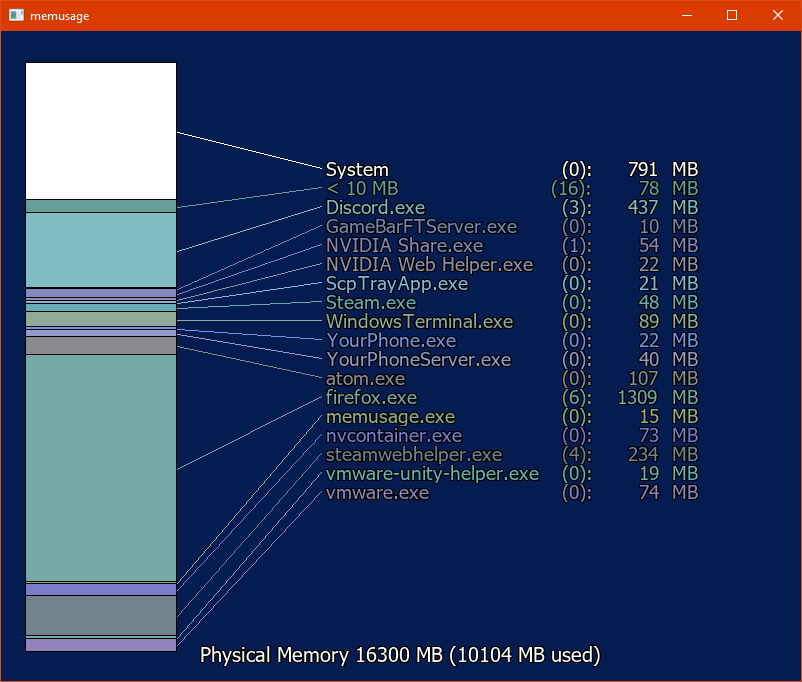 memusage
System (0): 791 MB
< 10 MB (16): 78 MB
Discord.exe (3): 437 MB
GameBarFTServer.exe (0): 10 MB
NVIDIA Share.exe (1): 54 MB
NVIDIA Web Helper.exe (0): 22 MB
ScpTrayApp.exe (0): 21 MB
Steam.exe (0): 48 MB
WindowsTerminal.exe (0): 89 MB
YourPhone.exe (0): 22 MB
YourPhoneServer.exe (0): 40 MB
atom.exe (0): 107 MB
firefox.exe (6): 1309 MB
memusage.exe (0): 15 MB
nvcontainer.exe (0): 73 MB
steamwebhelper.exe (4): 234 MB
vmware-unity-helper.exe (0): 19 MB
vmware.exe (0): 74 MB
Physical Memory 16300 MB (10104 MB used)